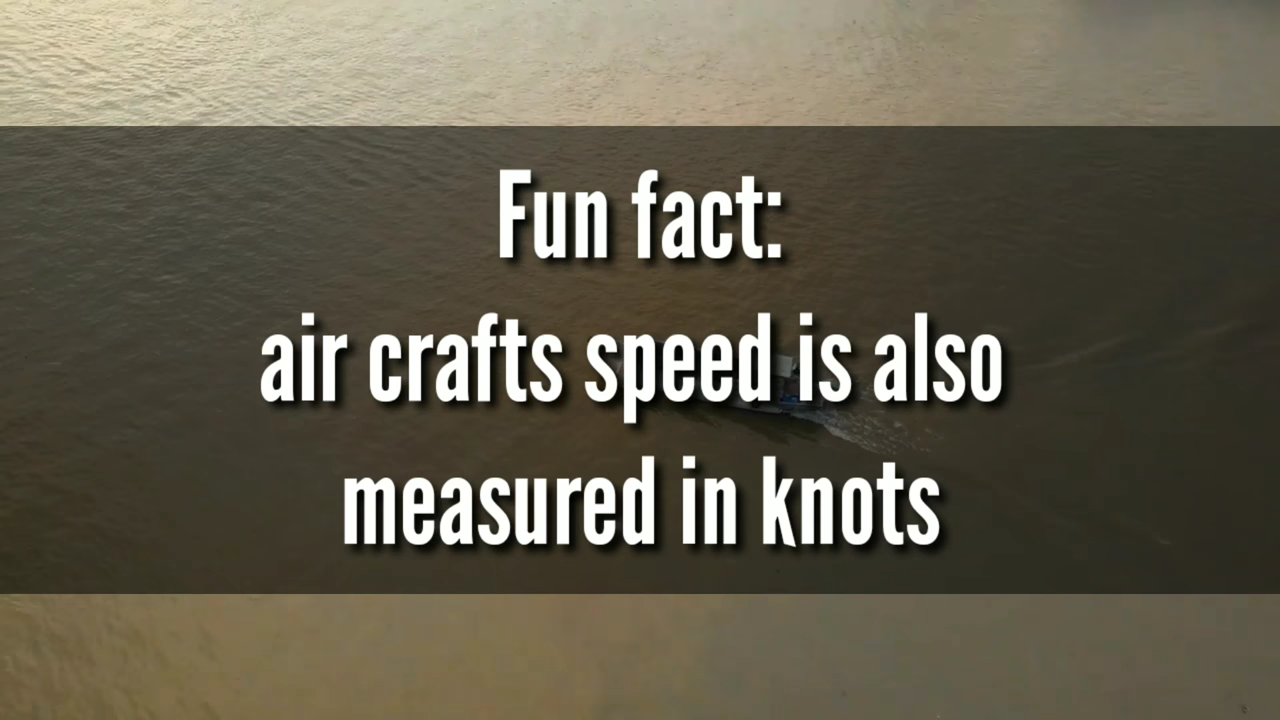 Fun fact:
air crafts speed is also
measured in knots